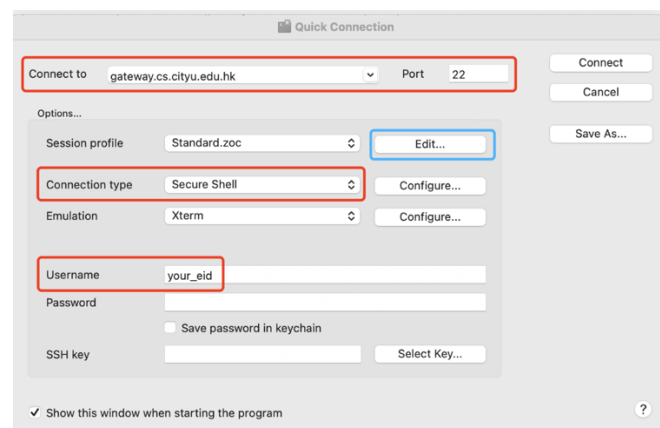 Quick Connection
Connect to gateway.cs.cityu.edu.hk Port 22 Connect
Cancel
Options...
Save As...
Session profile Standard.zoc Edit...
Connection type Secure Shell Configure...
Emulation Xterm Configure...
Username your_eid
Password
Save password in keychain
SSH key Select Key...
Show this window when starting the program ?